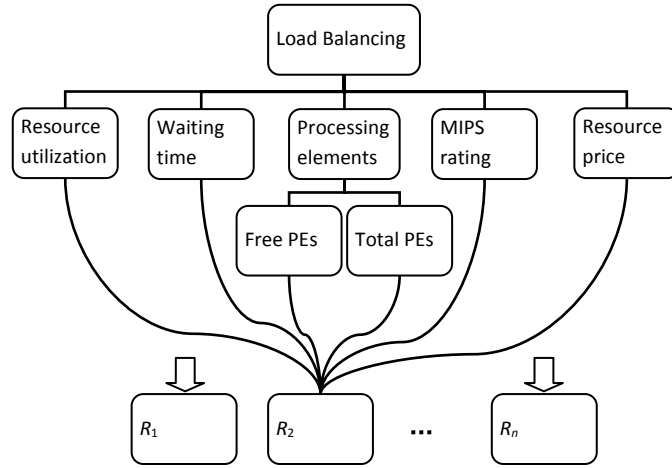 Load Balancing
Resource utilization
Waiting time
Processing elements
MIPS rating
Resource price
Free PEs
Total PEs
R1
R2
...
Rn